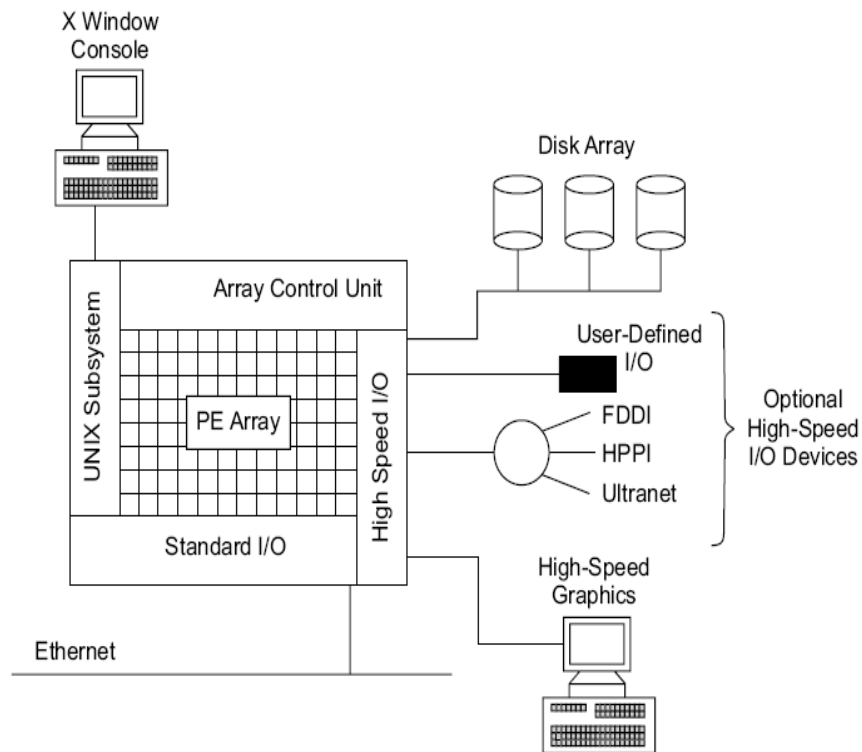 X Window
Console
Disk Array
Array Control Unit
UNIX Subsystem
PE Array
High Speed I/O
Standard I/O
User-Defined
I/O
FDDI
HPPI
Ultranet
Optional
High-Speed
I/O Devices
High-Speed
Graphics
Ethernet